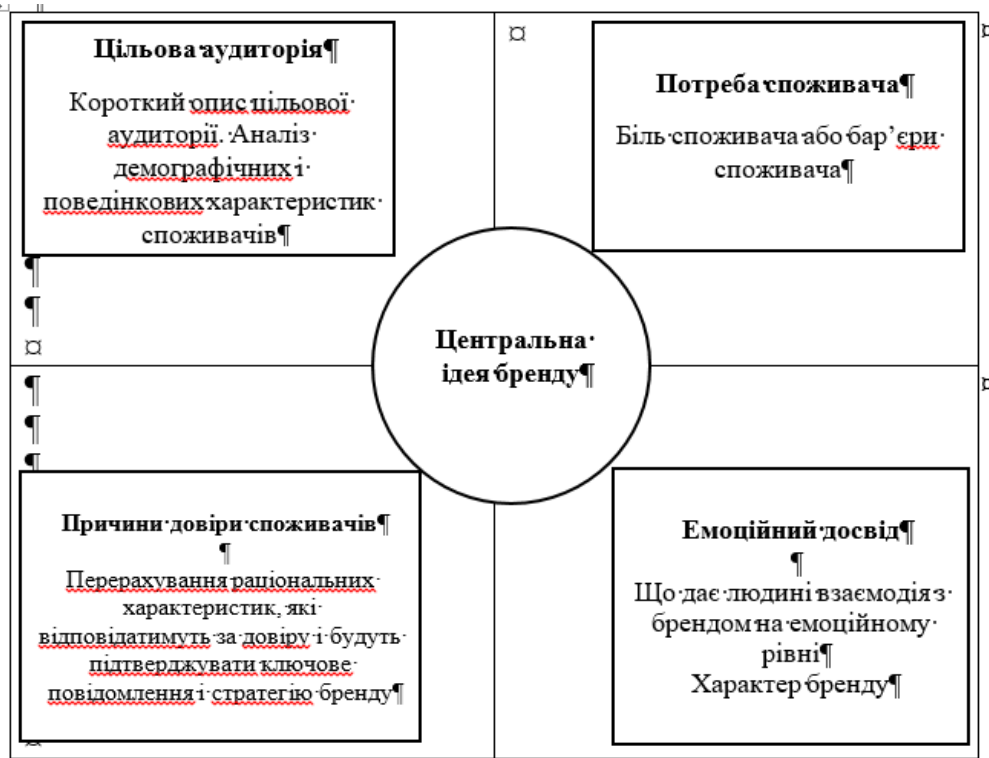 Цільова аудиторія¶
Короткий опис цільової
аудиторії. Аналіз
демографічних і
поведінкових характеристик
споживачів¶
Потреба споживача¶
Біль споживача або бар’єри
споживача¶
Центральна
ідея бренду¶
Причини довіри споживачів¶
¶
Перерахування раціональних
характеристик, які
відповідатимуть за довіру і будуть
підтверджувати ключове
повідомлення і стратегію бренду¶
Емоційний досвід¶
¶
Що дає людині взаємодія з
брендом на емоційному
рівні¶
Характер бренду¶